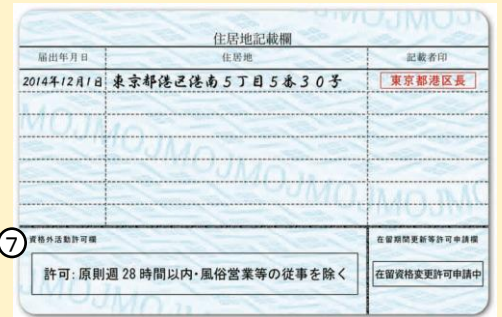 住居地記載欄
届出年月日 住居地 記載者印
2014年12月1日 東京都港区港南5丁目5番30号 東京都港区長
MOJMOJMOJMOJ
⑦ 資格外活動許可欄 在留期間更新等許可申請欄
許可:原則週28時間以内・風俗営業等の従事を除く 在留資格変更許可申請中